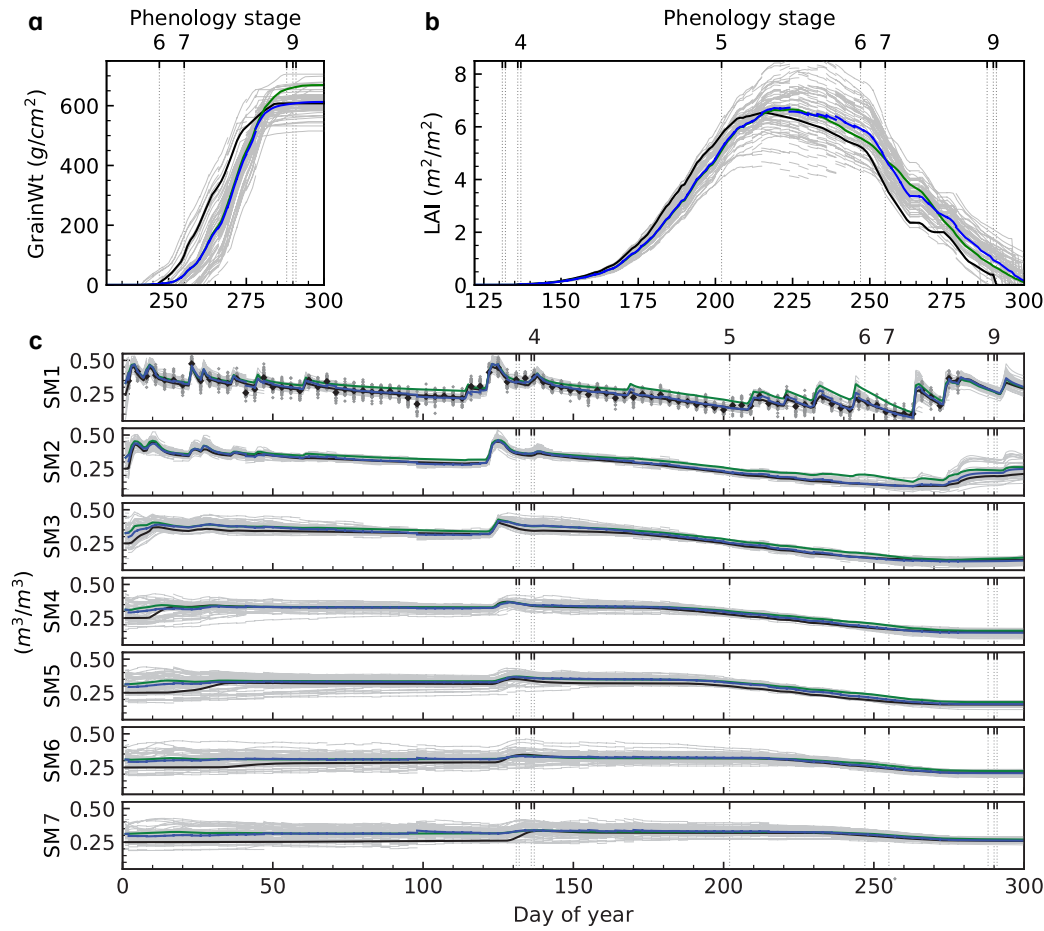 a
Phenology stage
6 7 9
GrainWt (g/cm²)
600
400
200
0
250 275 300
b
Phenology stage
4 5 6 7 9
LAI (m²/m²)
8
6
4
2
0
125 150 175 200 225 250 275 300
c
4 5 6 7 9
SM1
0.50
0.25
SM2
0.50
0.25
SM3
0.50
0.25
(m³/m³)
SM4
0.50
0.25
SM5
0.50
0.25
SM6
0.50
0.25
SM7
0.50
0.25
0 50 100 150 200 250 300
Day of year